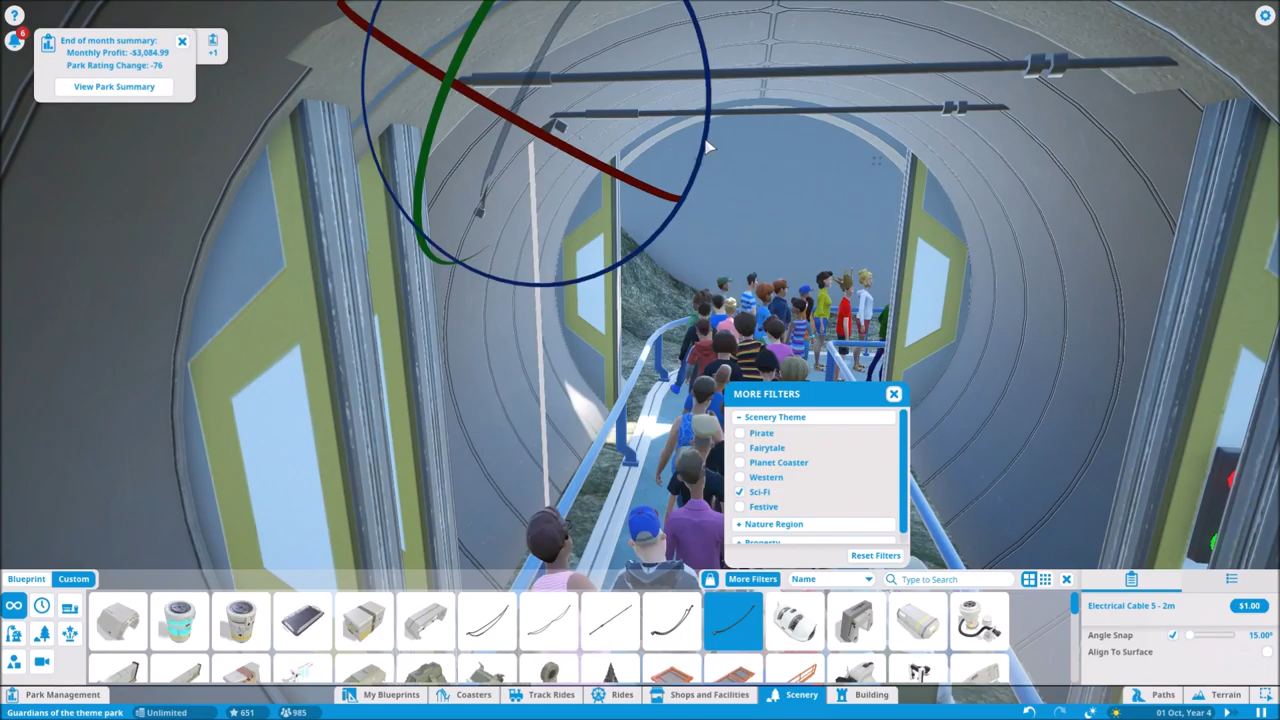 ?
6
End of month summary:
Monthly Profit: -$3,084.99
Park Rating Change: -76
View Park Summary
+1
MORE FILTERS
- Scenery Theme
Pirate
Fairytale
Planet Coaster
Western
Sci-Fi
Festive
+ Nature Region
+ Property
Reset Filters
Blueprint
Custom
More Filters
Name
Type to Search
Electrical Cable 5 - 2m
$1.00
Angle Snap
15.00°
Align To Surface
Park Management
My Blueprints
Coasters
Track Rides
Rides
Shops and Facilities
Scenery
Building
Paths
Terrain
Guardians of the theme park
Unlimited
651
985
01 Oct, Year 4